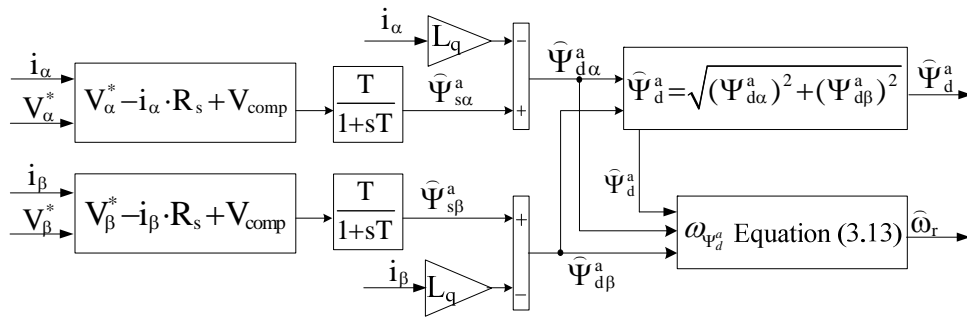 i_α
L_q
−
Ψ̂^a_dα
i_α
V*_α
V*_α−i_α·R_s+V_comp
T
1+sT
Ψ̂^a_sα
+
Ψ̂^a_d=√(Ψ^a_dα)²+(Ψ^a_dβ)²
Ψ̂^a_d
Ψ̂^a_d
i_β
V*_β
V*_β−i_β·R_s+V_comp
T
1+sT
Ψ̂^a_sβ
+
ω_Ψ^a_d Equation (3.13)
ω̂_r
i_β
L_q
−
Ψ̂^a_dβ